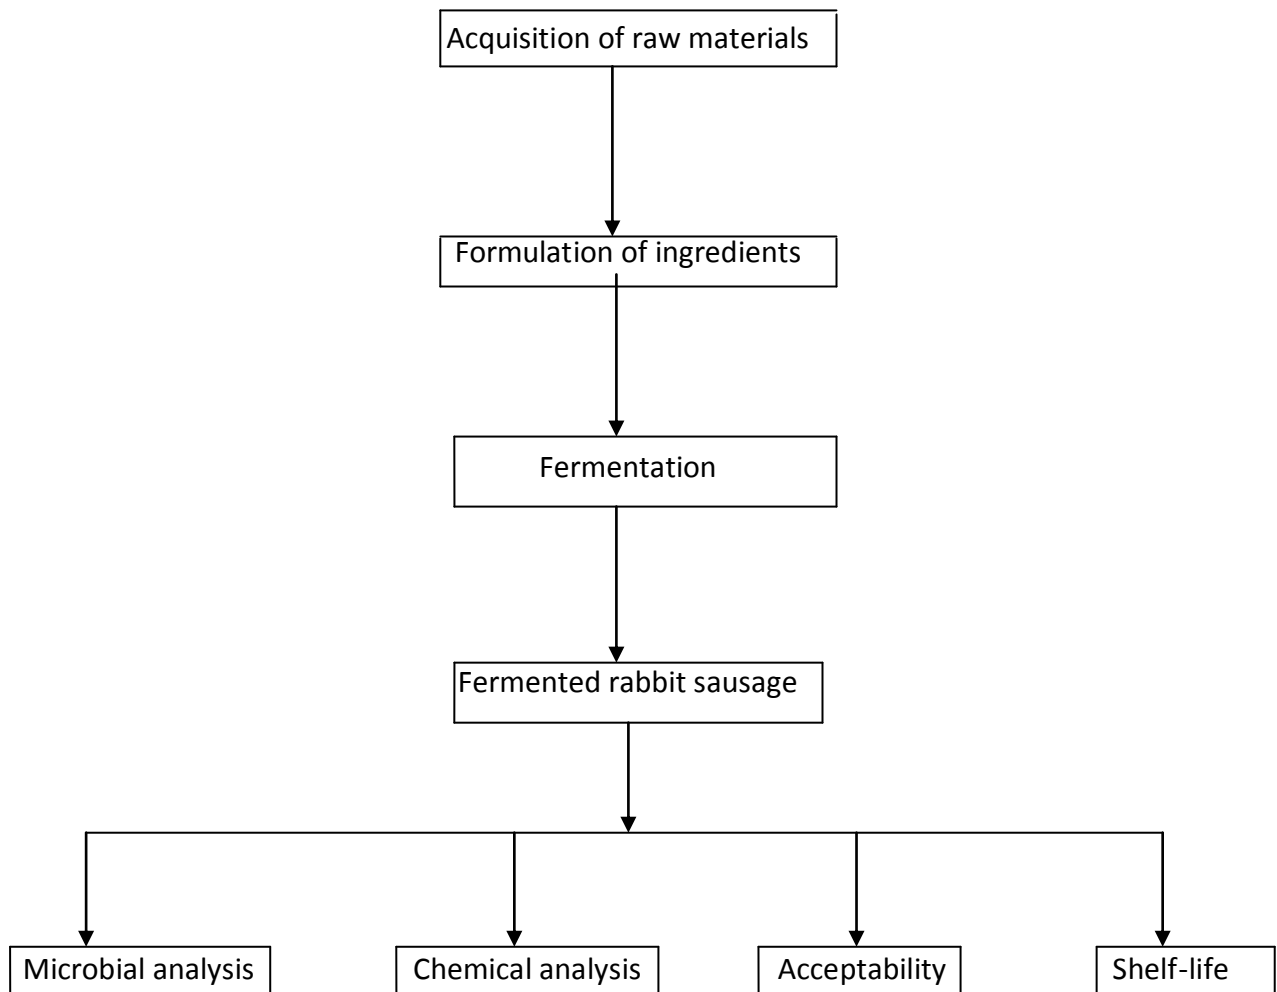 Acquisition of raw materials
Formulation of ingredients
Fermentation
Fermented rabbit sausage
Microbial analysis
Chemical analysis
Acceptability
Shelf-life